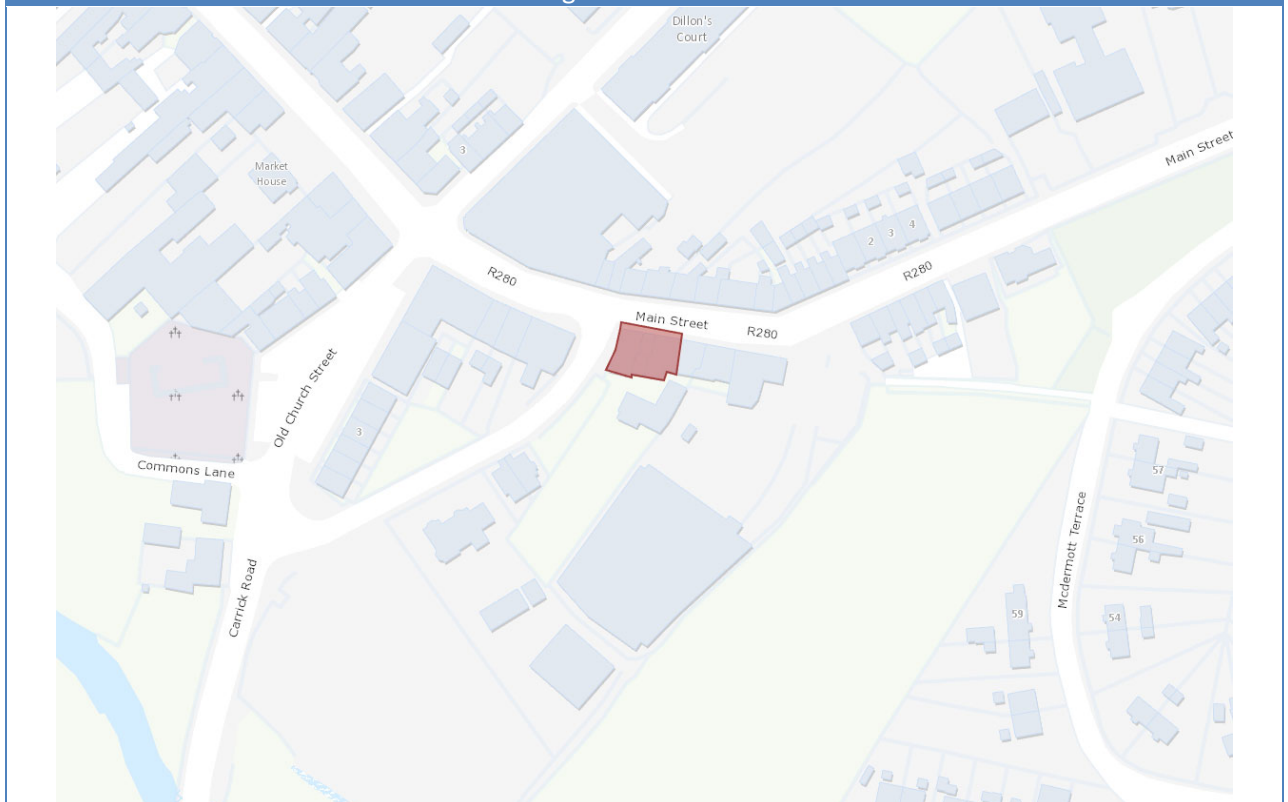 Dillon's
Court
Main Street
3
Market
House
2
3
4
R280
R280
Main Street
R280
Old Church Street
3
Commons Lane
57
56
Mcdermott Terrace
59
54
Carrick Road